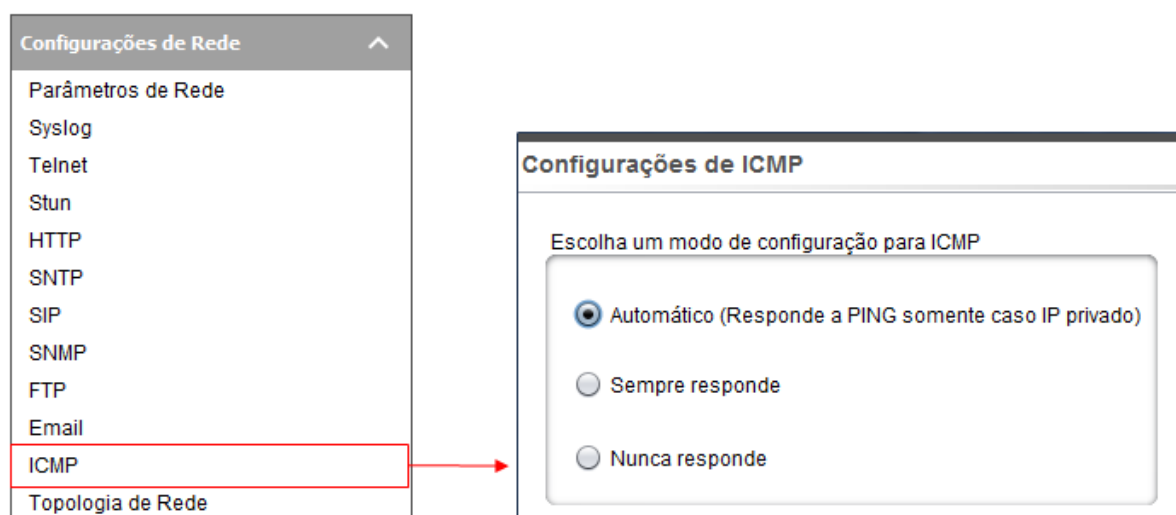 Configurações de Rede
Parâmetros de Rede
Syslog
Telnet
Stun
HTTP
SNTP
SIP
SNMP
FTP
Email
ICMP
Topologia de Rede
Configurações de ICMP
Escolha um modo de configuração para ICMP
Automático (Responde a PING somente caso IP privado)
Sempre responde
Nunca responde